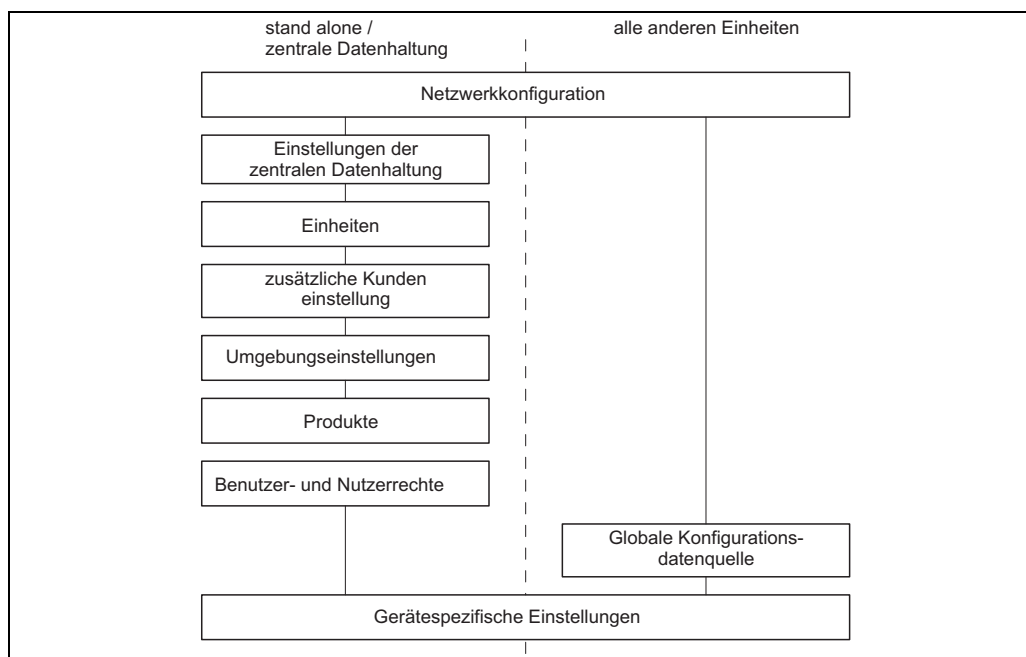 stand alone /
zentrale Datenhaltung
alle anderen Einheiten
Netzwerkkonfiguration
Einstellungen der
zentralen Datenhaltung
Einheiten
zusätzliche Kunden
einstellung
Umgebungseinstellungen
Produkte
Benutzer- und Nutzerrechte
Globale Konfigurations-
datenquelle
Gerätespezifische Einstellungen